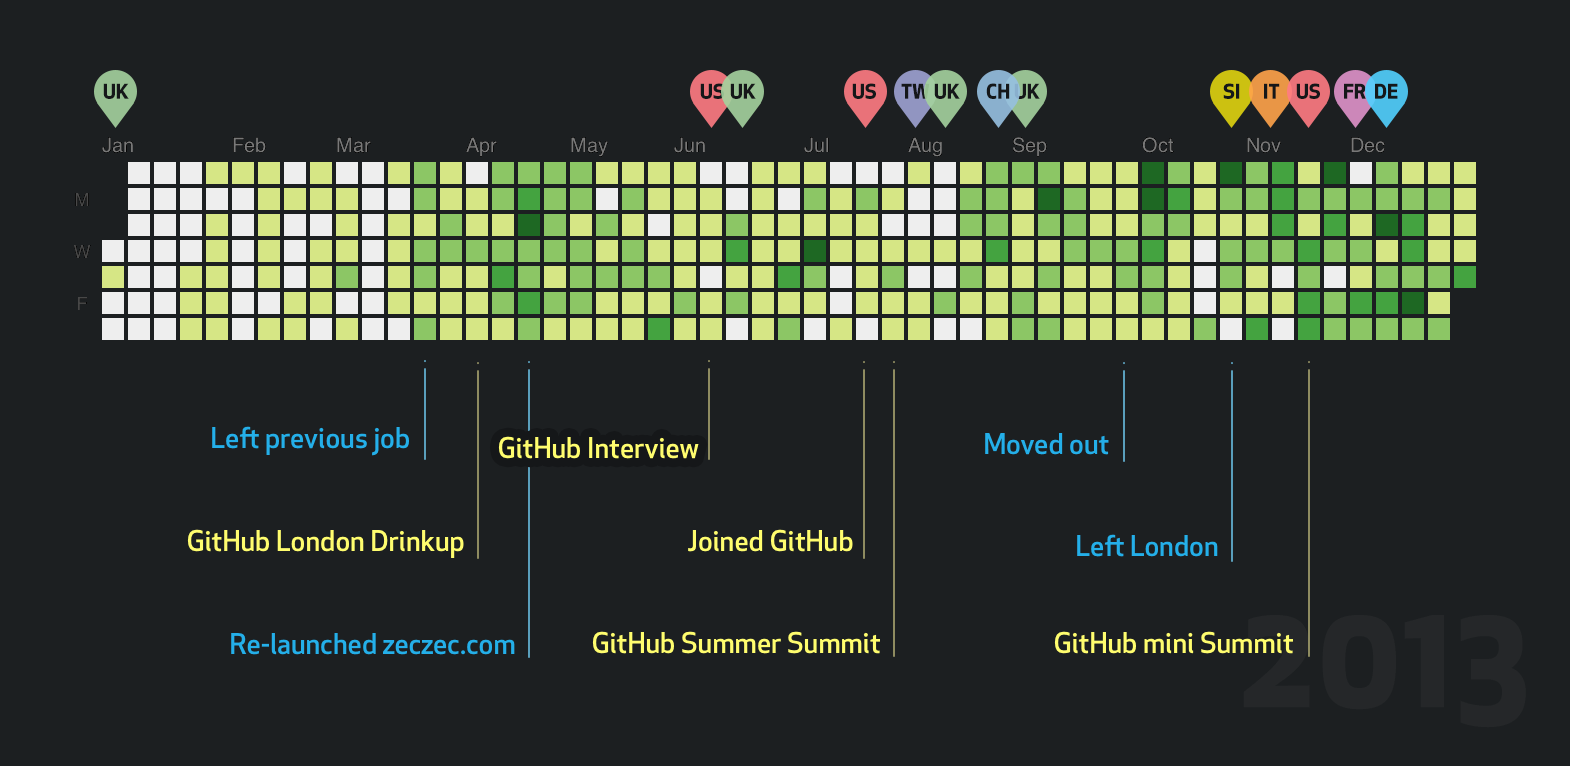 UK US UK US TW UK CH UK SI IT US FR DE
Jan Feb Mar Apr May Jun Jul Aug Sep Oct Nov Dec
M
W
F
Left previous job
GitHub Interview
Moved out
GitHub London Drinkup
Joined GitHub
Left London
Re-launched zeczec.com
GitHub Summer Summit
GitHub mini Summit
2013